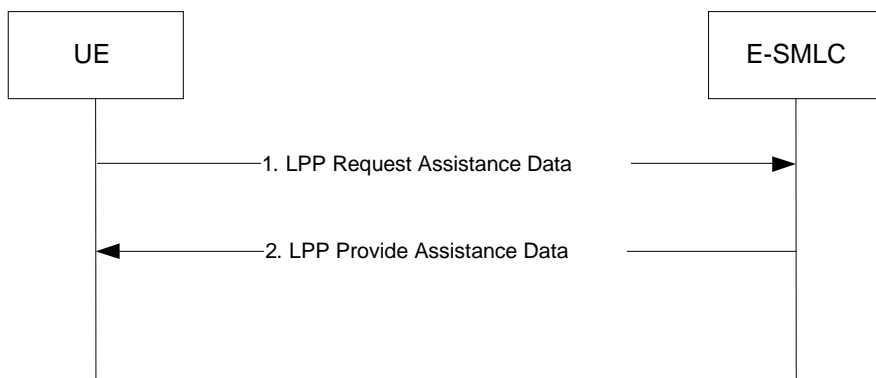 UE
E-SMLC
1. LPP Request Assistance Data
2. LPP Provide Assistance Data